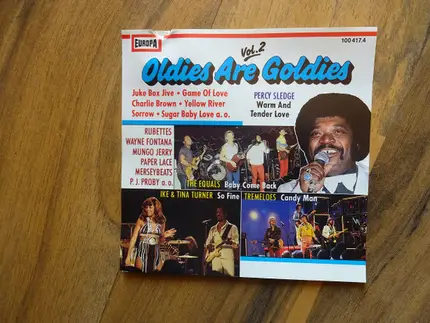 EUROPA
100 417.4
Vol. 2
Oldies Are Goldies
Juke Box Jive • Game Of Love
Charlie Brown • Yellow River
Sorrow • Sugar Baby Love a. o.
PERCY SLEDGE
Warm And
Tender Love
RUBETTES
WAYNE FONTANA
MUNGO JERRY
PAPER LACE
MERSEYBEATS
P. J. PROBY a. o.
THE EQUALS Baby Come Back
IKE & TINA TURNER So Fine
TREMELOES Candy Man